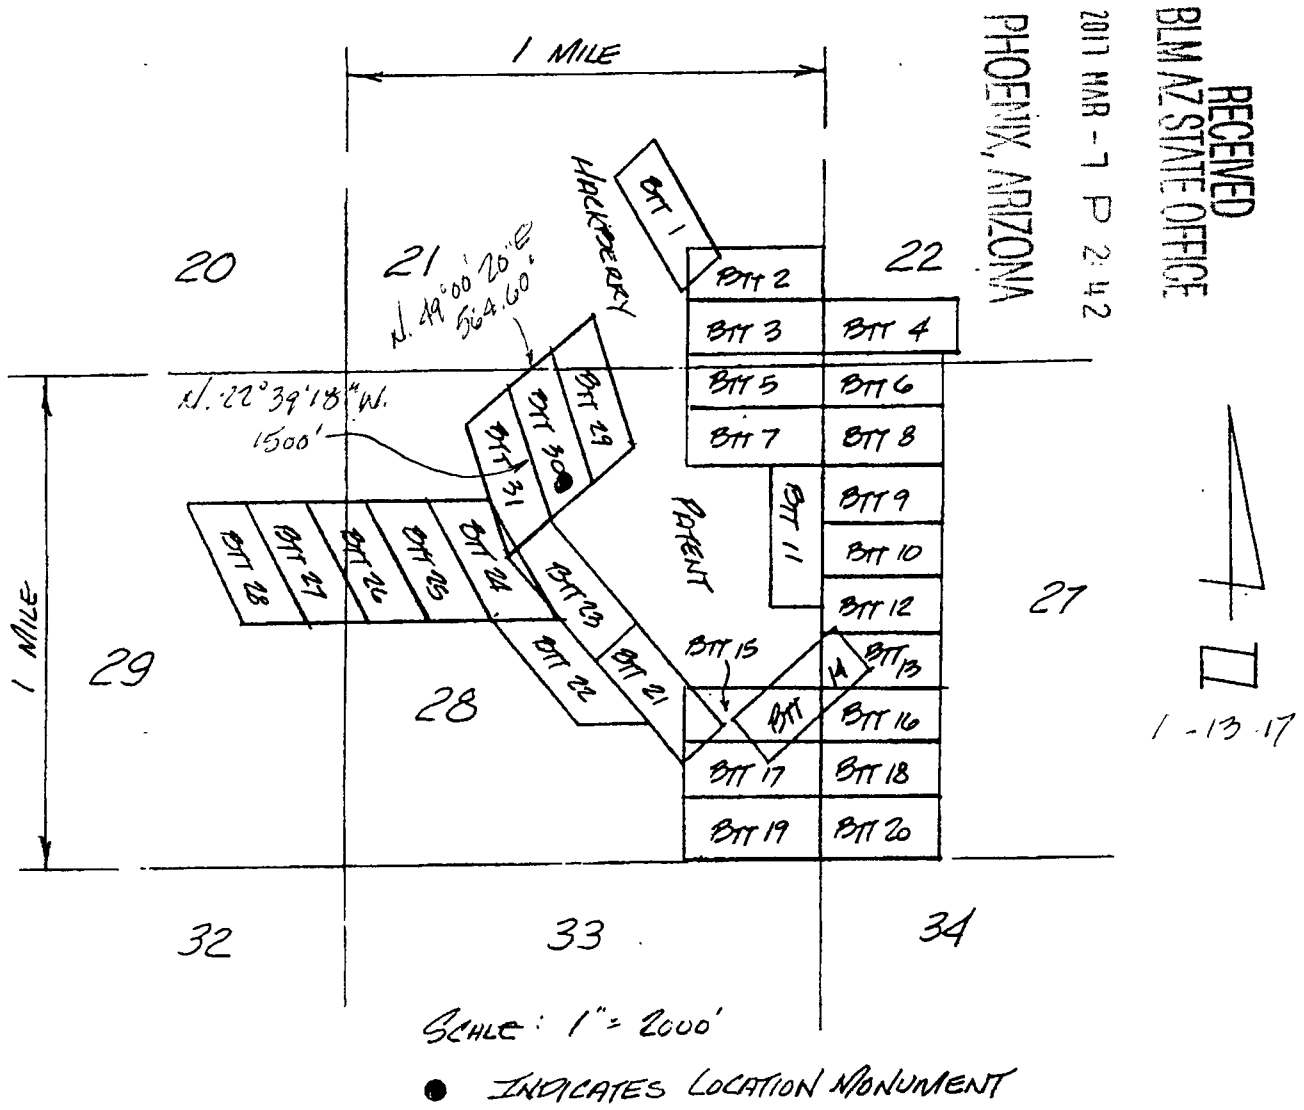 1 MILE
RECEIVED
BLM AZ STATE OFFICE
2017 MAR -7 P 2:42
PHOENIX, ARIZONA
20
21
22
HACKBERRY
BTT 1
BTT 2
BTT 3
BTT 4
BTT 5
BTT 6
BTT 7
BTT 8
BTT 9
BTT 10
BTT 11
BTT 12
BTT 13
BTT 14
BTT 15
BTT 16
BTT 17
BTT 18
BTT 19
BTT 20
N. 49°00'20"E
564.60'
N. 22°39'18"W.
1500'
BTT 29
BTT 30
BTT 31
BTT 28
BTT 27
BTT 26
BTT 25
BTT 24
BTT 23
BTT 22
BTT 21
PATENT
1 MILE
29
28
27
1-13-17
32
33
34
SCALE: 1"=2000'
INDICATES LOCATION MONUMENT